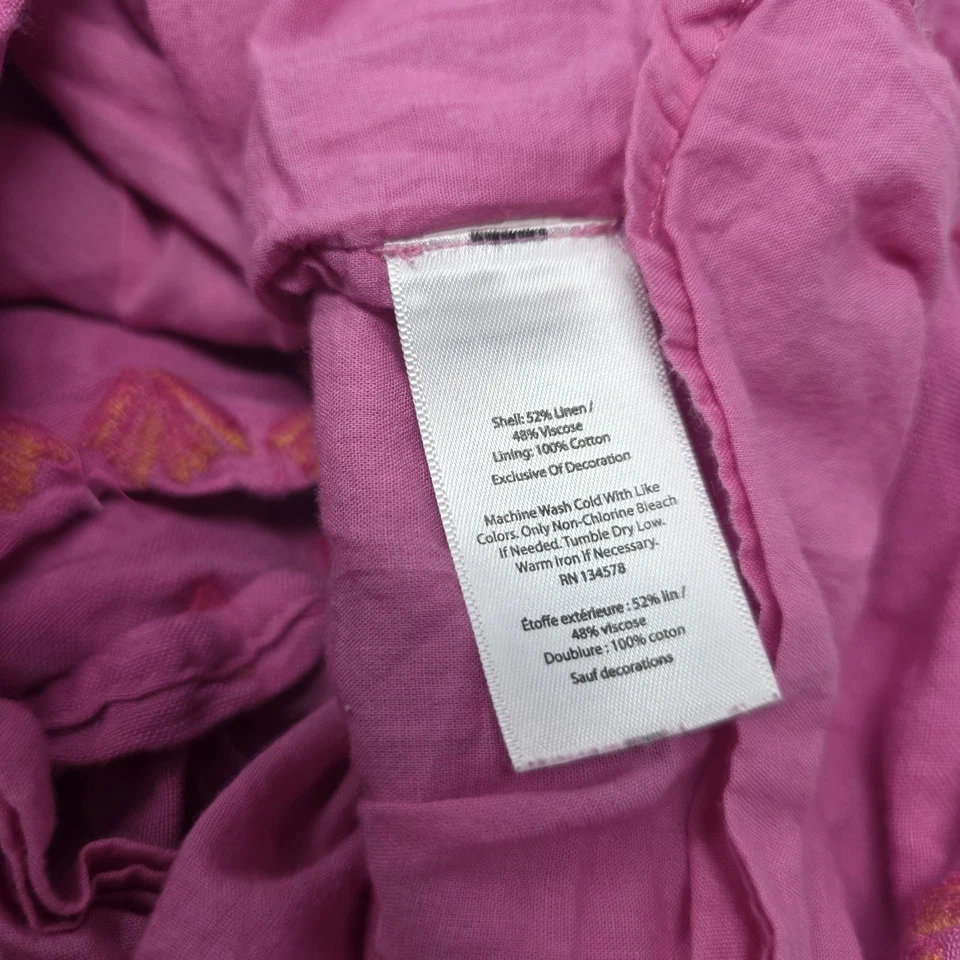 Shell: 52% Linen /
48% Viscose
Lining: 100% Cotton
Exclusive Of Decoration
Machine Wash Cold With Like
Colors. Only Non-Chlorine Bleach
If Needed. Tumble Dry Low.
Warm Iron If Necessary.
RN 134578
Étoffe extérieure : 52% lin /
48% viscose
Doublure : 100% coton
Sauf decorations